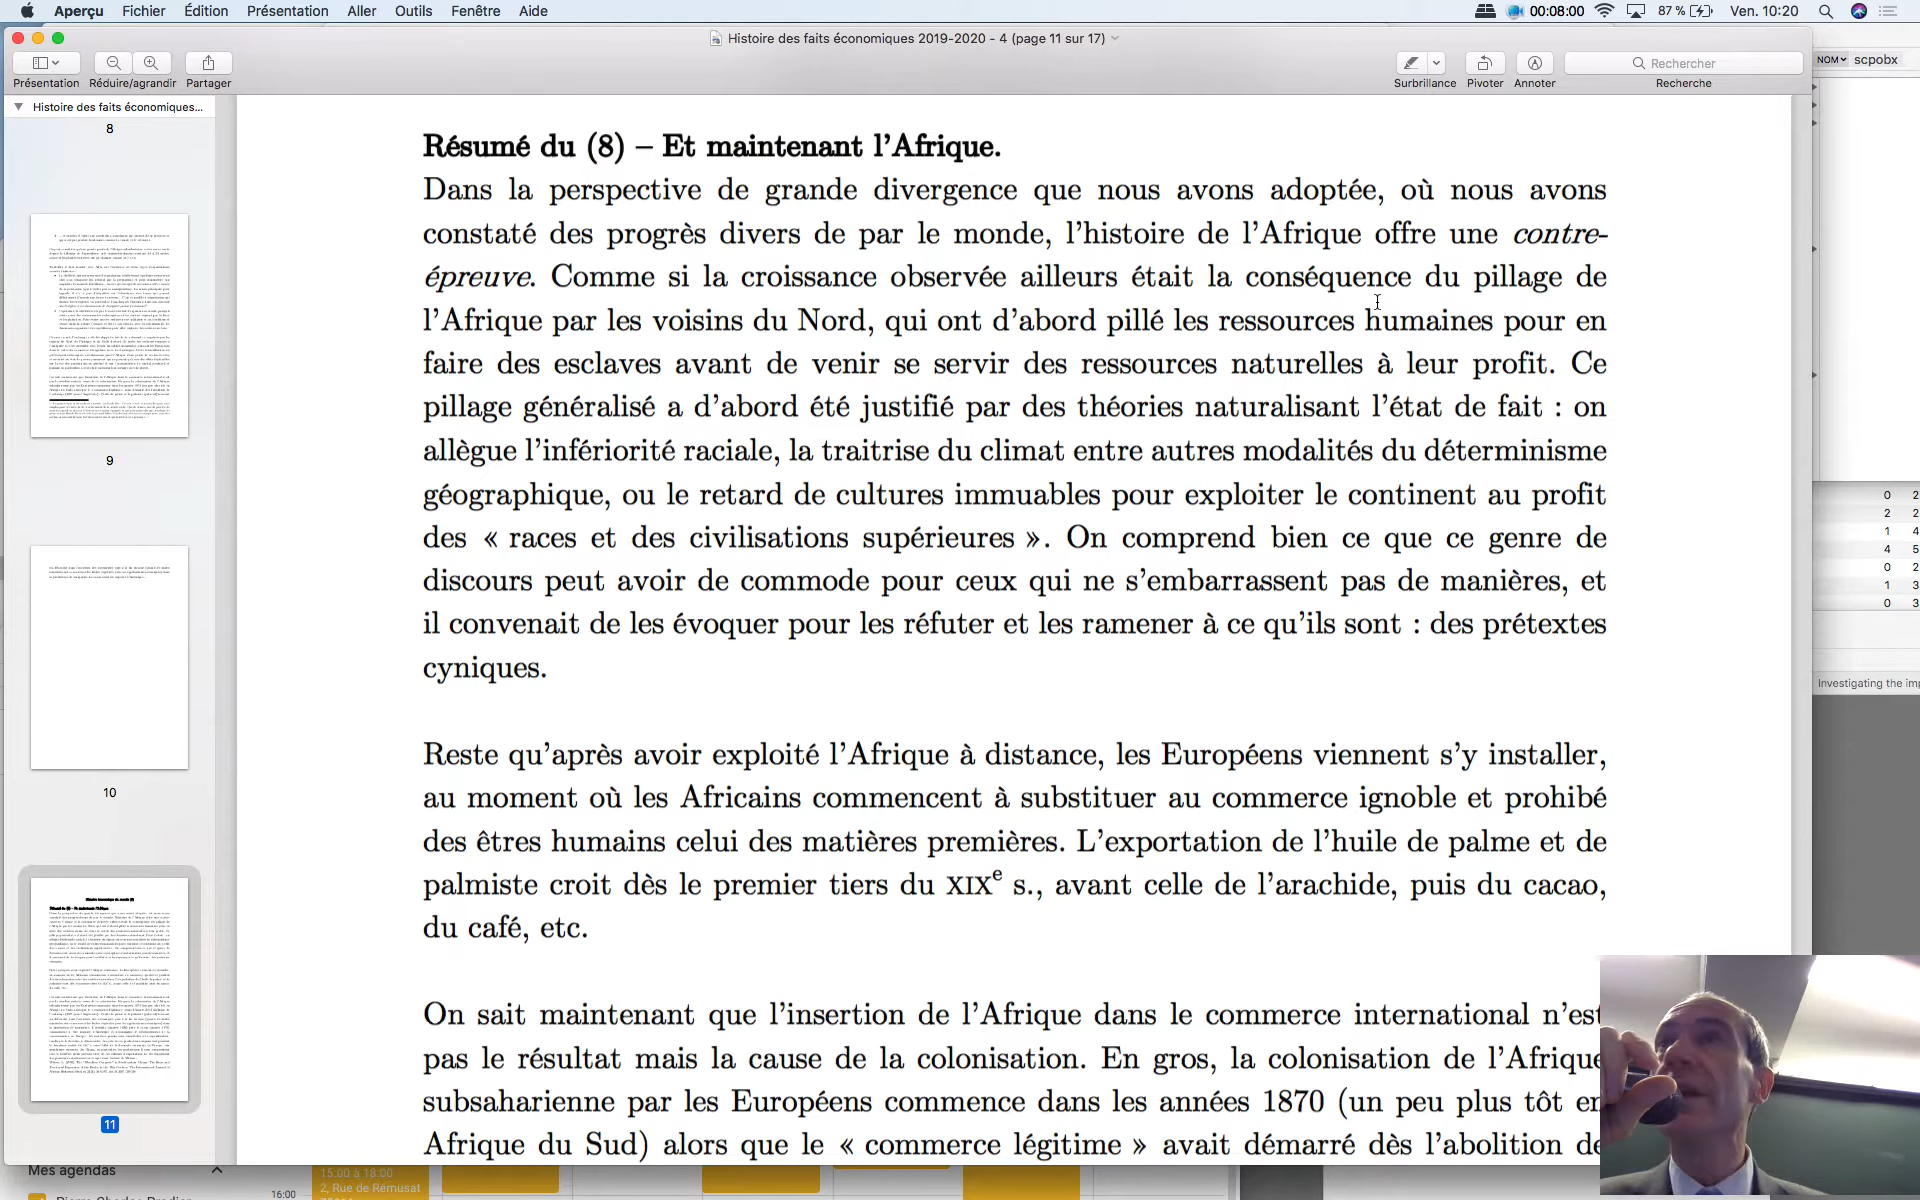 Aperçu Fichier Édition Présentation Aller Outils Fenêtre Aide 00:08:00 87 % Ven. 10:20
Histoire des faits économiques 2019-2020 - 4 (page 11 sur 17)
Présentation Réduire/agrandir Partager Surbrillance Pivoter Annoter Rechercher Recherche
NOM scpobx
Histoire des faits économiques...
8
9
10
11
Résumé du (8) – Et maintenant l'Afrique.
Dans la perspective de grande divergence que nous avons adoptée, où nous avons
constaté des progrès divers de par le monde, l'histoire de l'Afrique offre une contre-
épreuve. Comme si la croissance observée ailleurs était la conséquence du pillage de
l'Afrique par les voisins du Nord, qui ont d'abord pillé les ressources humaines pour en
faire des esclaves avant de venir se servir des ressources naturelles à leur profit. Ce
pillage généralisé a d'abord été justifié par des théories naturalisant l'état de fait : on
allègue l'infériorité raciale, la traitrise du climat entre autres modalités du déterminisme
géographique, ou le retard de cultures immuables pour exploiter le continent au profit
des « races et des civilisations supérieures ». On comprend bien ce que ce genre de
discours peut avoir de commode pour ceux qui ne s'embarrassent pas de manières, et
il convenait de les évoquer pour les réfuter et les ramener à ce qu'ils sont : des prétextes
cyniques.
Reste qu'après avoir exploité l'Afrique à distance, les Européens viennent s'y installer,
au moment où les Africains commencent à substituer au commerce ignoble et prohibé
des êtres humains celui des matières premières. L'exportation de l'huile de palme et de
palmiste croit dès le premier tiers du XIXe s., avant celle de l'arachide, puis du cacao,
du café, etc.
On sait maintenant que l'insertion de l'Afrique dans le commerce international n'est
pas le résultat mais la cause de la colonisation. En gros, la colonisation de l'Afrique
subsaharienne par les Européens commence dans les années 1870 (un peu plus tôt en
Afrique du Sud) alors que le « commerce légitime » avait démarré dès l'abolition de
0 2
2 2
1 4
4 5
0 2
1 3
0 3
Investigating the imp
Mes agendas
16:00
15:00 à 18:00
2, Rue de Rémusat